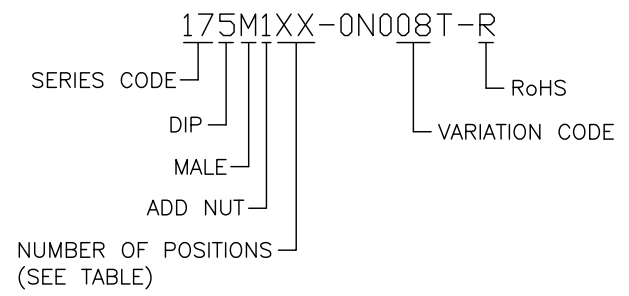 175M1XX-0N008T-R
SERIES CODE
RoHS
DIP
VARIATION CODE
MALE
ADD NUT
NUMBER OF POSITIONS
(SEE TABLE)